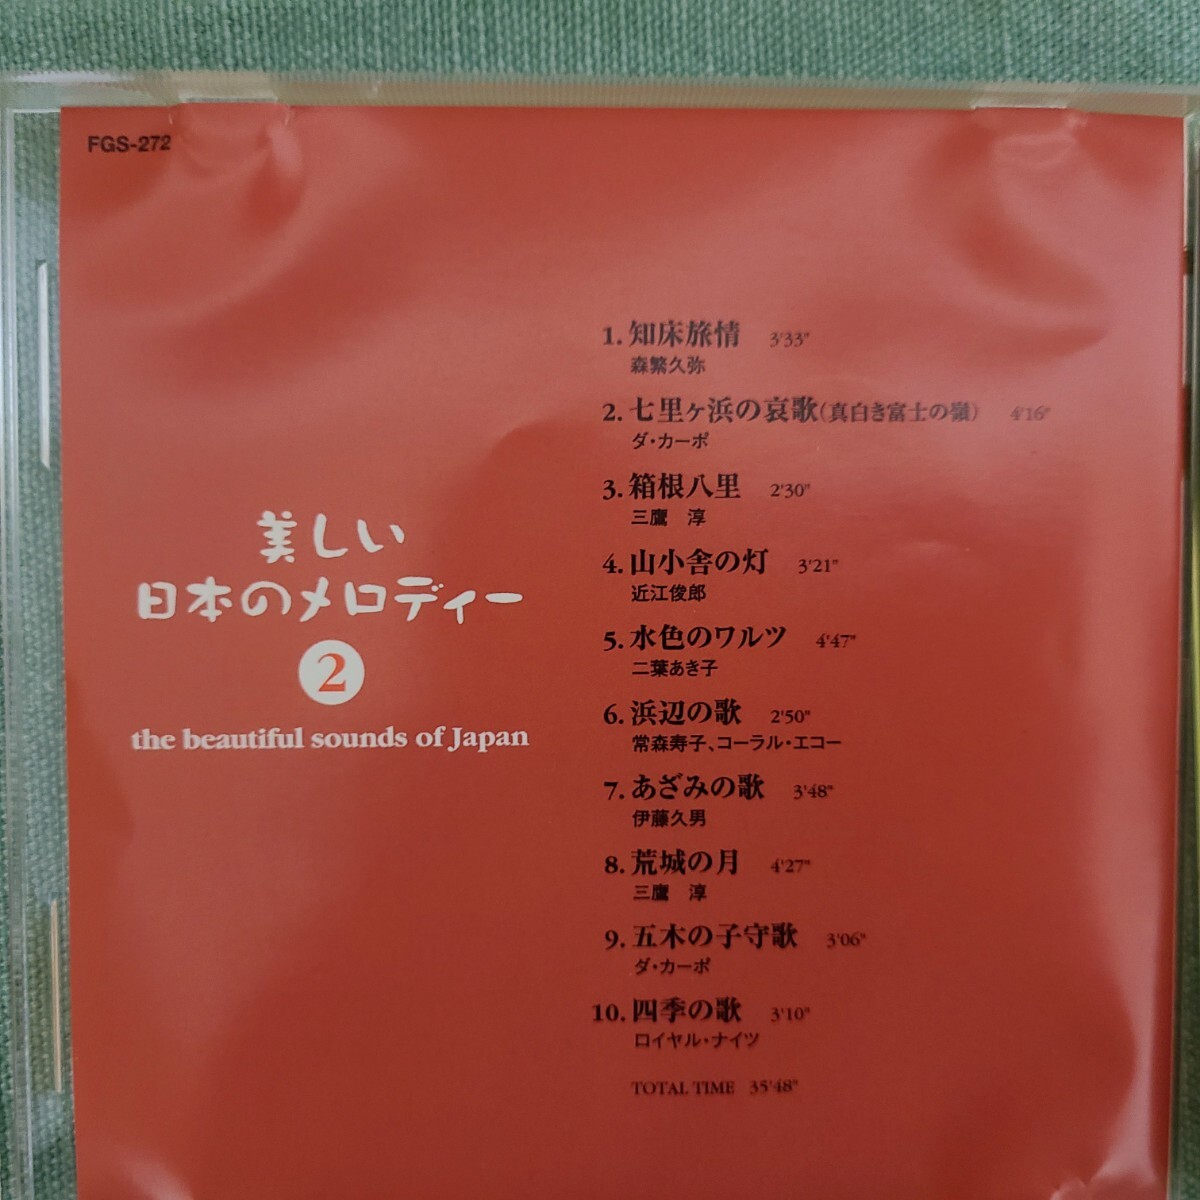 FGS-272
美しい
日本のメロディー
2
the beautiful sounds of Japan
1. 知床旅情 3'33"
森繁久弥
2. 七里ヶ浜の哀歌(真白き富士の嶺) 4'16"
ダ・カーポ
3. 箱根八里 2'30"
三鷹 淳
4. 山小舎の灯 3'21"
近江俊郎
5. 水色のワルツ 4'47"
二葉あき子
6. 浜辺の歌 2'50"
常森寿子、コーラル・エコー
7. あざみの歌 3'48"
伊藤久男
8. 荒城の月 4'27"
三鷹 淳
9. 五木の子守歌 3'06"
ダ・カーポ
10. 四季の歌 3'10"
ロイヤル・ナイツ
TOTAL TIME 35'48"